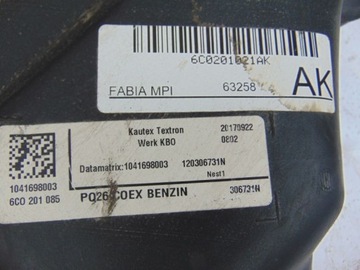 6C0201021AK
FABIA MPI 63258
AK
Kautex Textron 20170922
Werk KBO 0802
Datamatrix:1041698003 120306731N
1041698003 Nest1
6C0 201 085 PQ26 COEX BENZIN 306731N